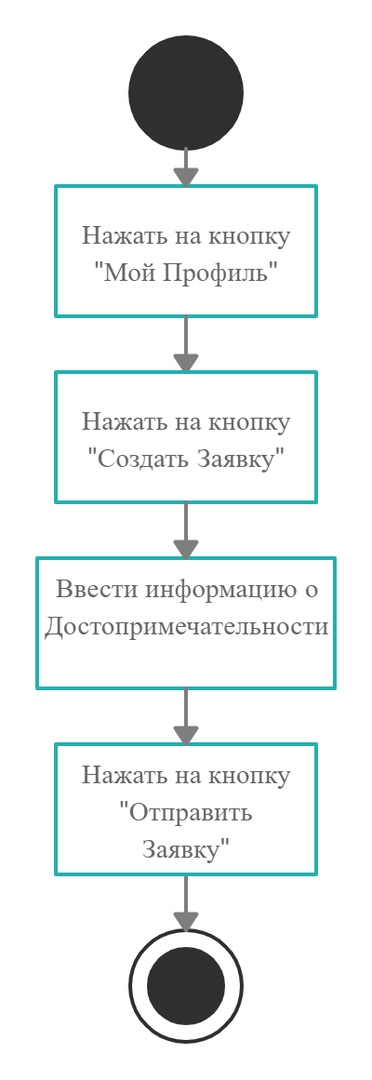 Нажать на кнопку
"Мой Профиль"
Нажать на кнопку
"Создать Заявку"
Ввести информацию о
Достопримечательности
Нажать на кнопку
"Отправить
Заявку"